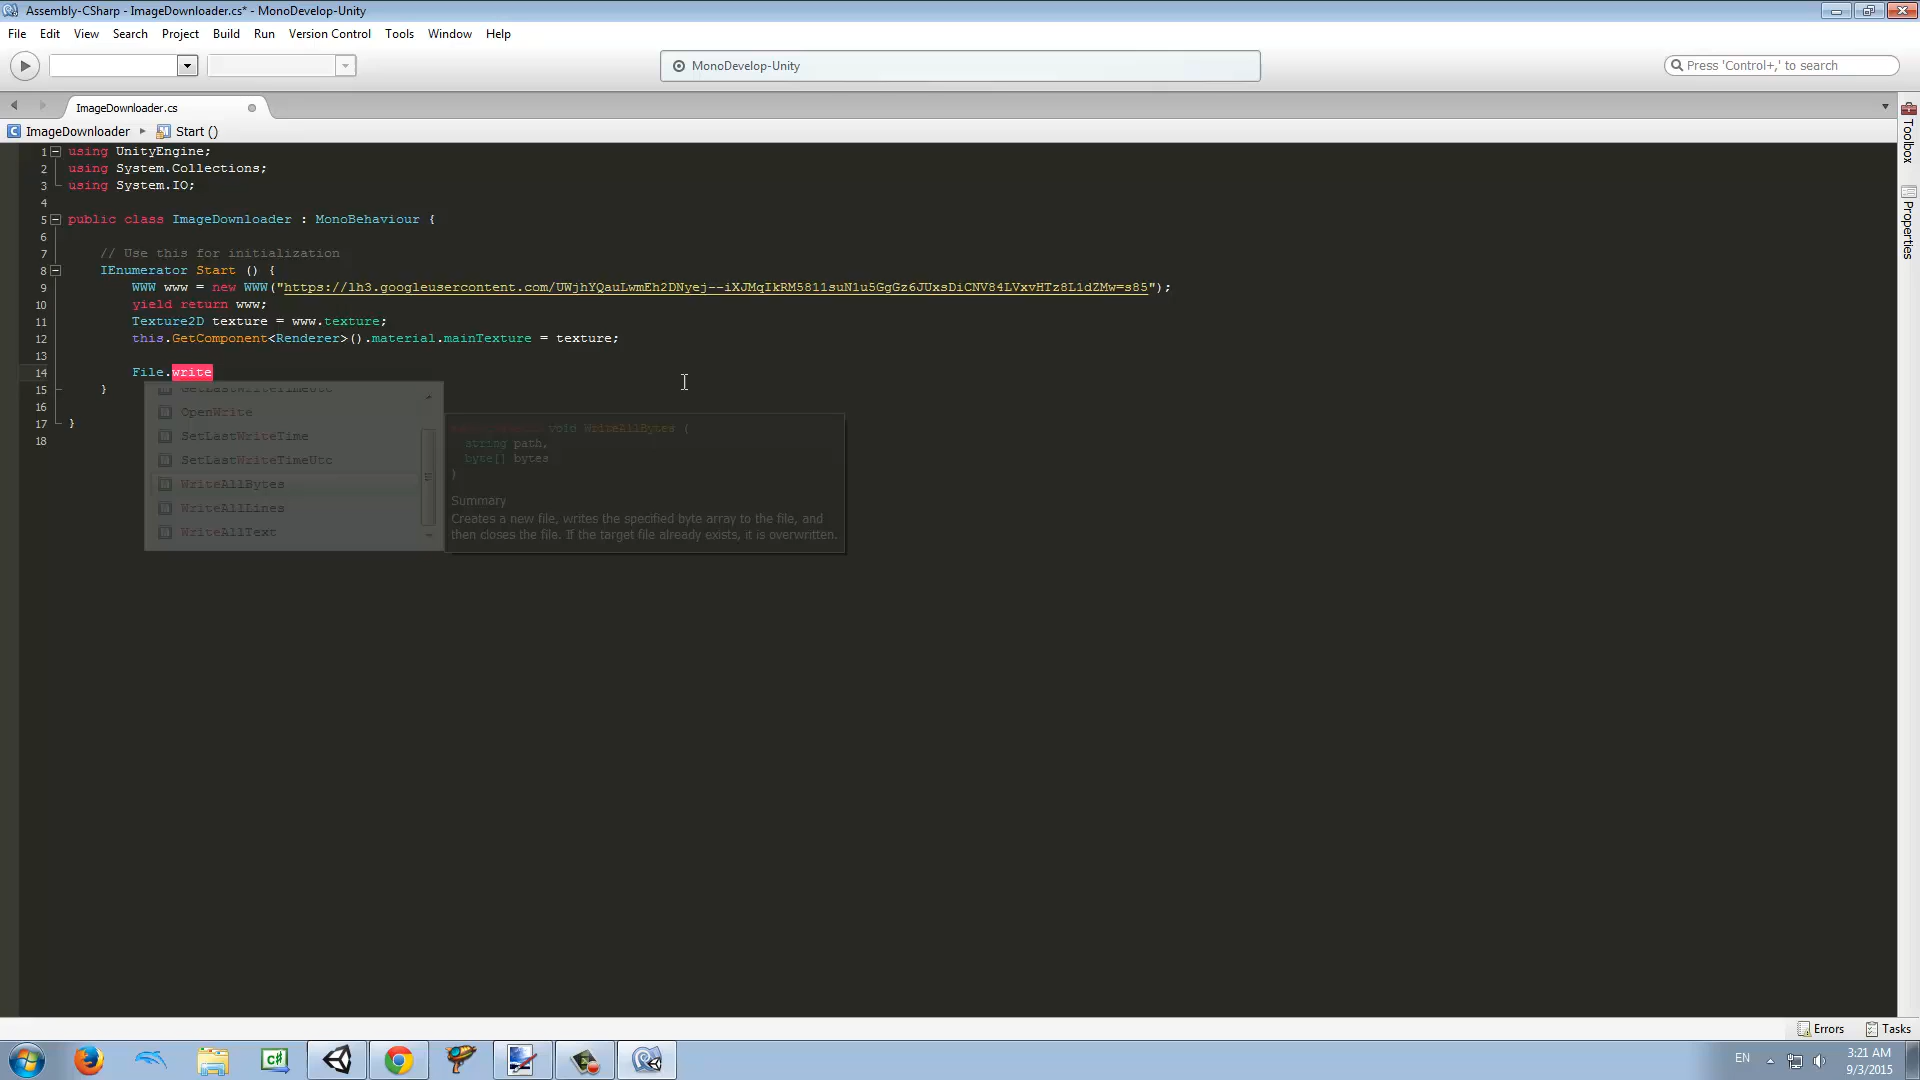 Assembly-CSharp - ImageDownloader.cs* - MonoDevelop-Unity
File Edit View Search Project Build Run Version Control Tools Window Help
MonoDevelop-Unity
Press 'Control+,' to search
ImageDownloader.cs
ImageDownloader Start ()
1 using UnityEngine;
2 using System.Collections;
3 using System.IO;
4
5 public class ImageDownloader : MonoBehaviour {
6
7 // Use this for initialization
8 IEnumerator Start () {
9 WWW www = new WWW("https://lh3.googleusercontent.com/UWjhYQauLwmEh2DNyej--iXJMqIkRM5811suN1u5GgGz6JUxsDiCNV84LVxvHTz8L1dZMw=s85");
10 yield return www;
11 Texture2D texture = www.texture;
12 this.GetComponent<Renderer>().material.mainTexture = texture;
13
14 File.write
15 }
16
17 }
18
GetLastWriteTimeUtc
OpenWrite
SetLastWriteTime
SetLastWriteTimeUtc
WriteAllBytes
WriteAllLines
WriteAllText
void WriteAllBytes (
string path,
byte[] bytes
)
Summary
Creates a new file, writes the specified byte array to the file, and
then closes the file. If the target file already exists, it is overwritten.
Toolbox
Properties
Errors Tasks
C#
EN
3:21 AM
9/3/2015